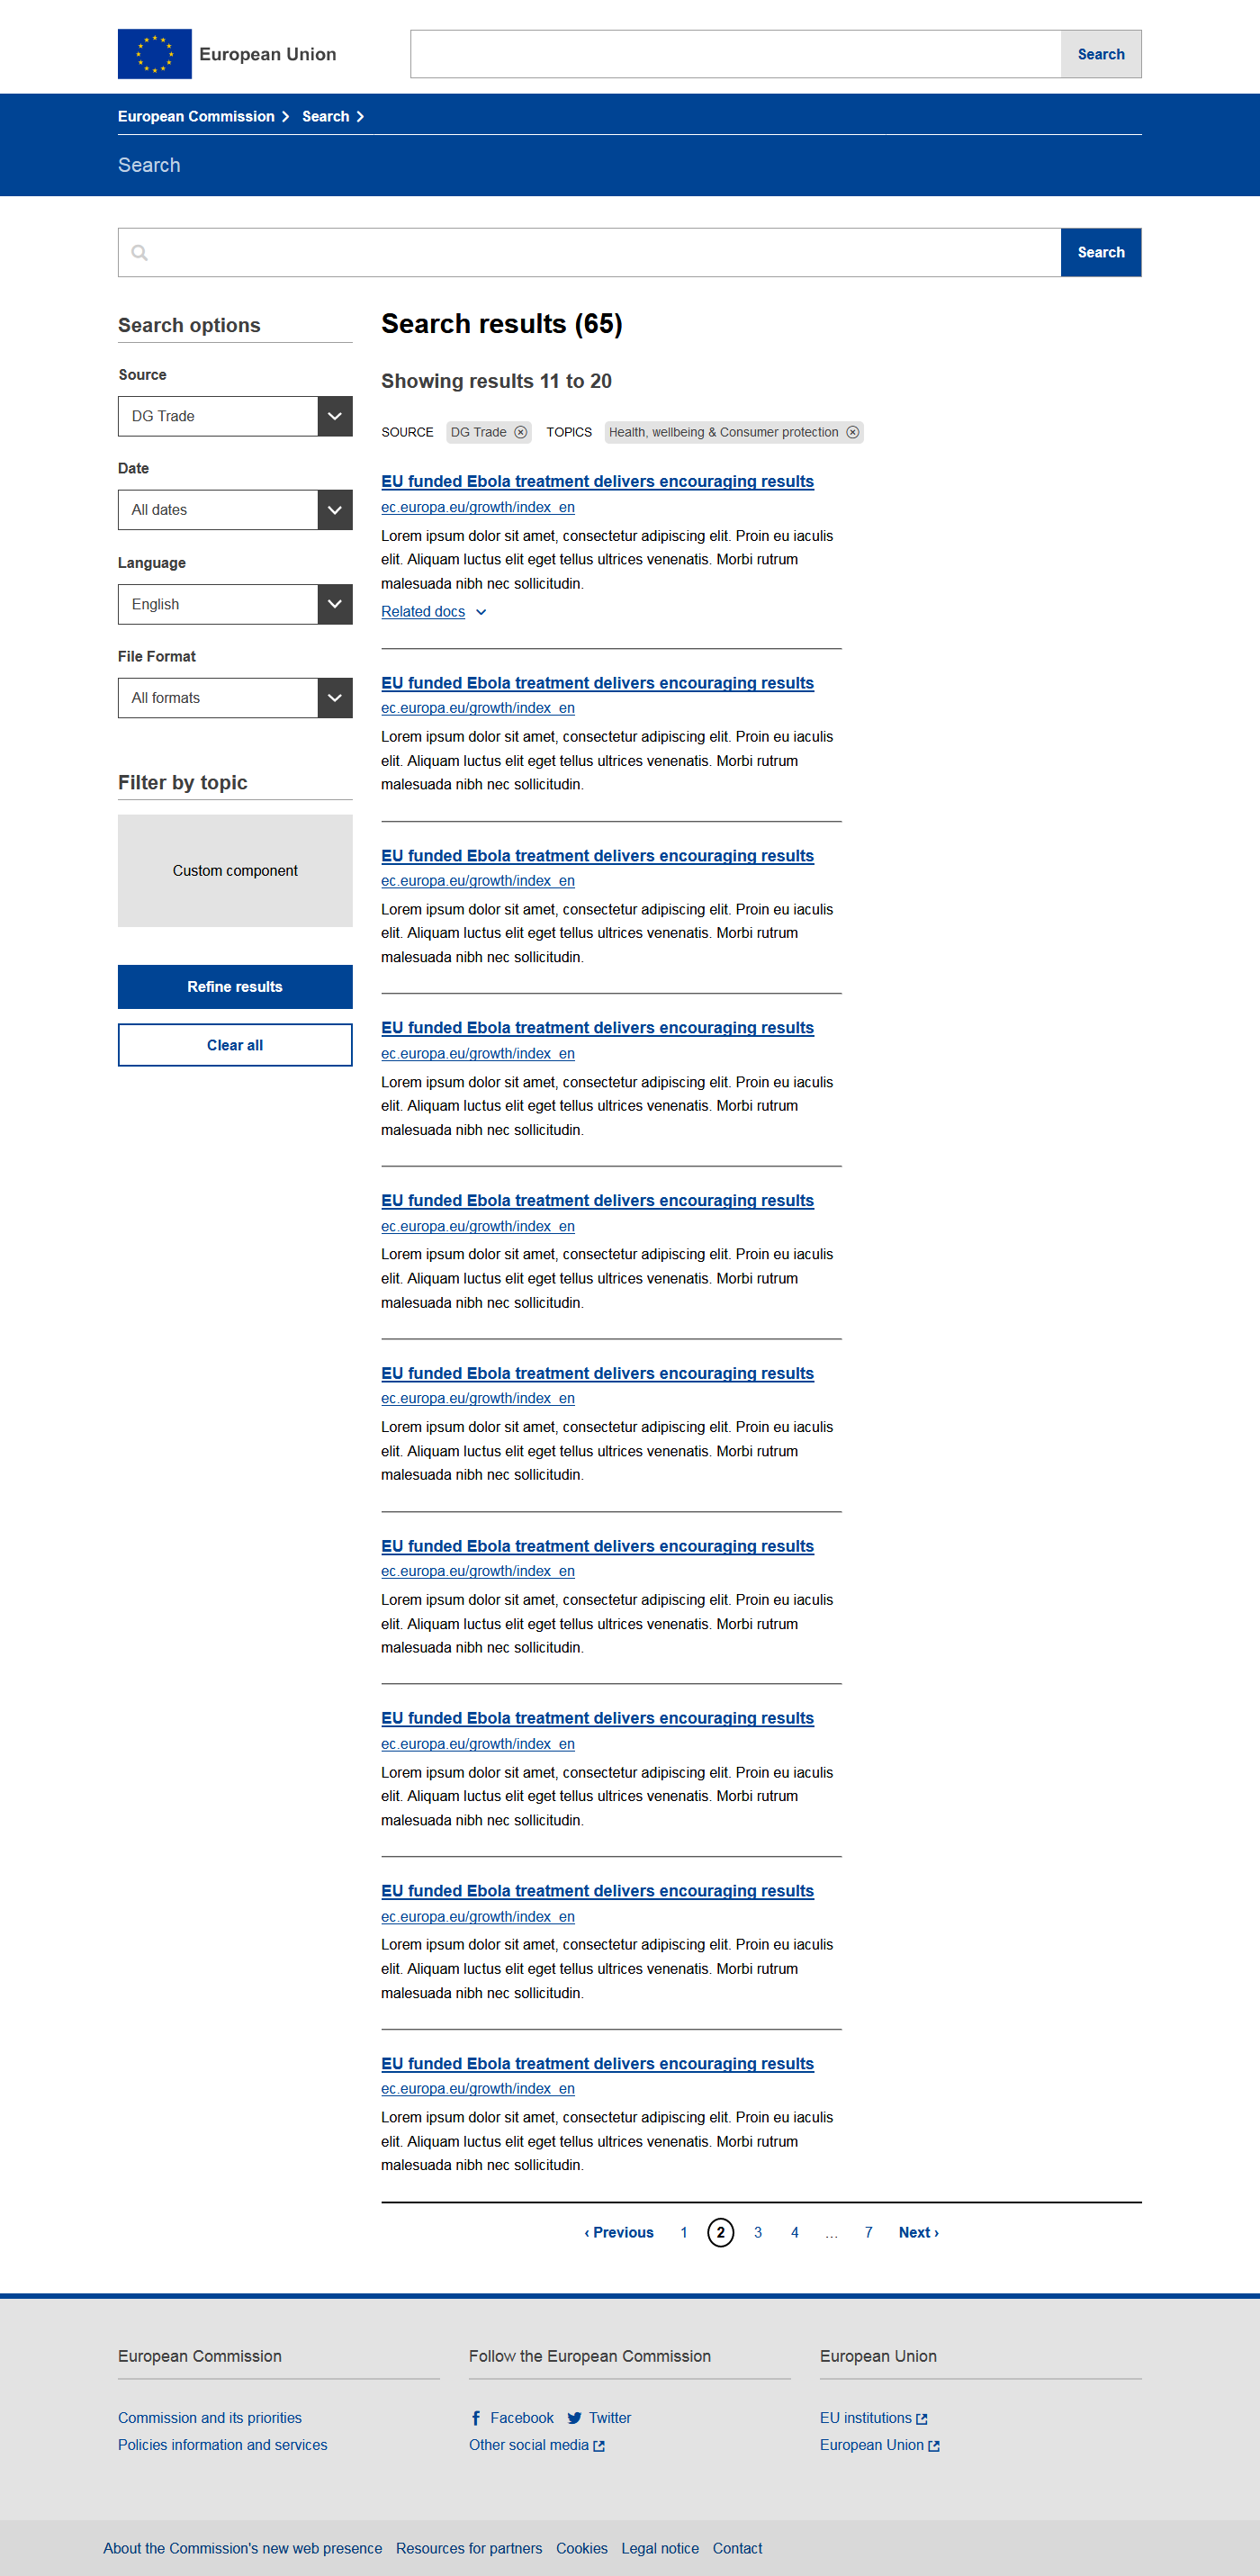 European Union
Search
European Commission
Search
Search
Search
Search options
Source
DG Trade
Date
All dates
Language
English
File Format
All formats
Filter by topic
Custom component
Refine results
Clear all
Search results (65)
Showing results 11 to 20
SOURCE DG Trade TOPICS Health, wellbeing & Consumer protection
EU funded Ebola treatment delivers encouraging results
ec.europa.eu/growth/index_en
Lorem ipsum dolor sit amet, consectetur adipiscing elit. Proin eu iaculis
elit. Aliquam luctus elit eget tellus ultrices venenatis. Morbi rutrum
malesuada nibh nec sollicitudin.
Related docs
EU funded Ebola treatment delivers encouraging results
ec.europa.eu/growth/index_en
Lorem ipsum dolor sit amet, consectetur adipiscing elit. Proin eu iaculis
elit. Aliquam luctus elit eget tellus ultrices venenatis. Morbi rutrum
malesuada nibh nec sollicitudin.
EU funded Ebola treatment delivers encouraging results
ec.europa.eu/growth/index_en
Lorem ipsum dolor sit amet, consectetur adipiscing elit. Proin eu iaculis
elit. Aliquam luctus elit eget tellus ultrices venenatis. Morbi rutrum
malesuada nibh nec sollicitudin.
EU funded Ebola treatment delivers encouraging results
ec.europa.eu/growth/index_en
Lorem ipsum dolor sit amet, consectetur adipiscing elit. Proin eu iaculis
elit. Aliquam luctus elit eget tellus ultrices venenatis. Morbi rutrum
malesuada nibh nec sollicitudin.
EU funded Ebola treatment delivers encouraging results
ec.europa.eu/growth/index_en
Lorem ipsum dolor sit amet, consectetur adipiscing elit. Proin eu iaculis
elit. Aliquam luctus elit eget tellus ultrices venenatis. Morbi rutrum
malesuada nibh nec sollicitudin.
EU funded Ebola treatment delivers encouraging results
ec.europa.eu/growth/index_en
Lorem ipsum dolor sit amet, consectetur adipiscing elit. Proin eu iaculis
elit. Aliquam luctus elit eget tellus ultrices venenatis. Morbi rutrum
malesuada nibh nec sollicitudin.
EU funded Ebola treatment delivers encouraging results
ec.europa.eu/growth/index_en
Lorem ipsum dolor sit amet, consectetur adipiscing elit. Proin eu iaculis
elit. Aliquam luctus elit eget tellus ultrices venenatis. Morbi rutrum
malesuada nibh nec sollicitudin.
EU funded Ebola treatment delivers encouraging results
ec.europa.eu/growth/index_en
Lorem ipsum dolor sit amet, consectetur adipiscing elit. Proin eu iaculis
elit. Aliquam luctus elit eget tellus ultrices venenatis. Morbi rutrum
malesuada nibh nec sollicitudin.
EU funded Ebola treatment delivers encouraging results
ec.europa.eu/growth/index_en
Lorem ipsum dolor sit amet, consectetur adipiscing elit. Proin eu iaculis
elit. Aliquam luctus elit eget tellus ultrices venenatis. Morbi rutrum
malesuada nibh nec sollicitudin.
EU funded Ebola treatment delivers encouraging results
ec.europa.eu/growth/index_en
Lorem ipsum dolor sit amet, consectetur adipiscing elit. Proin eu iaculis
elit. Aliquam luctus elit eget tellus ultrices venenatis. Morbi rutrum
malesuada nibh nec sollicitudin.
‹ Previous 1 2 3 4 ... 7 Next ›
European Commission
Commission and its priorities
Policies information and services
Follow the European Commission
Facebook Twitter
Other social media
European Union
EU institutions
European Union
About the Commission's new web presence Resources for partners Cookies Legal notice Contact